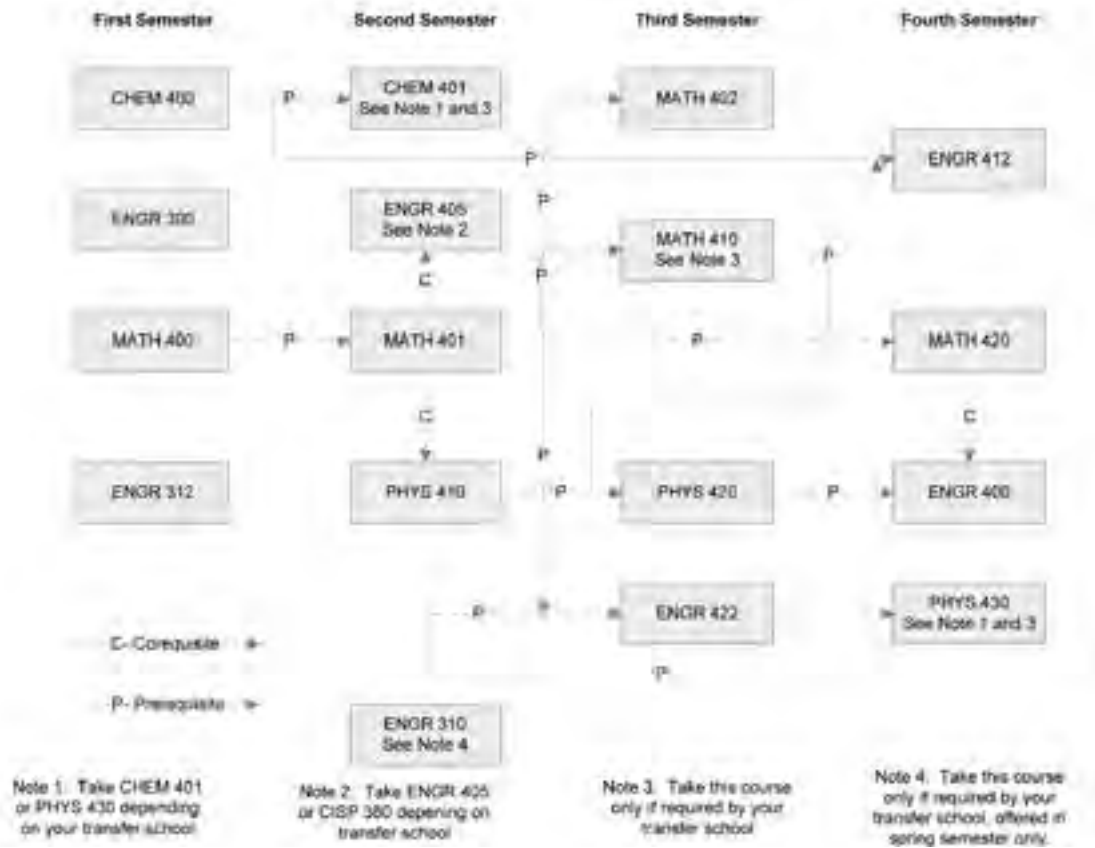 First Semester
Second Semester
Third Semester
Fourth Semester
CHEM 400
P
CHEM 401
See Note 1 and 3
MATH 402
P
ENGR 412
ENGR 300
ENGR 405
See Note 2
P
MATH 410
See Note 3
P
C
P
MATH 400
P
MATH 401
P
MATH 420
C
C
P
ENGR 312
PHYS 410
P
PHYS 420
P
ENGR 400
P
ENGR 422
PHYS 430
See Note 1 and 3
C- Corequisite
P
P- Prerequisite
ENGR 310
See Note 4
Note 1. Take CHEM 401
or PHYS 430 depending
on your transfer school
Note 2. Take ENGR 405
or CISP 380 depening on
transfer school
Note 3. Take this course
only if required by your
transfer school
Note 4. Take this course
only if required by your
transfer school, offered in
spring semester only.